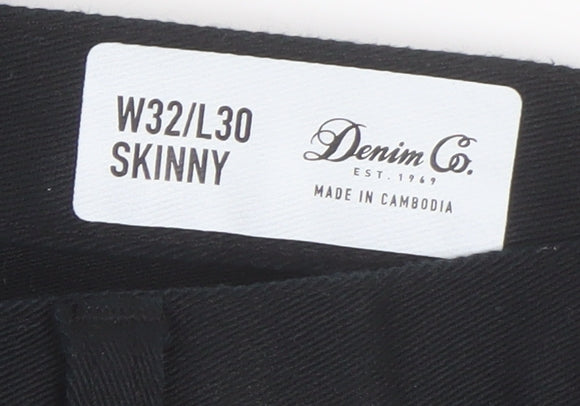 W32/L30
SKINNY
Denim Co.
EST. 1969
MADE IN CAMBODIA